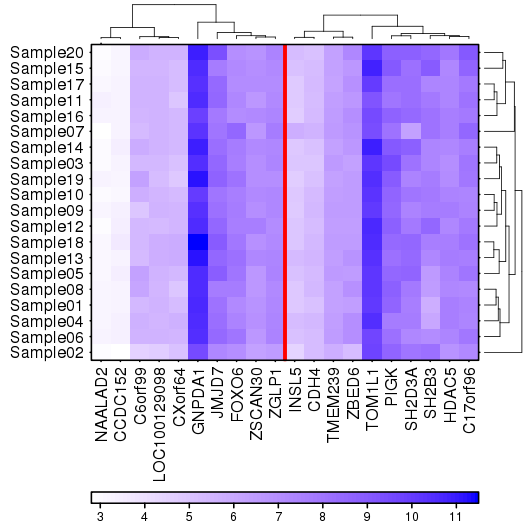 Sample20
Sample15
Sample17
Sample11
Sample16
Sample07
Sample14
Sample03
Sample19
Sample10
Sample09
Sample12
Sample18
Sample13
Sample05
Sample08
Sample01
Sample04
Sample06
Sample02
NAALAD2
CCDC152
C6orf99
LOC100129098
CXorf64
GNPDA1
JMJD7
FOXO6
ZSCAN30
ZGLP1
INSL5
CDH4
TMEM239
ZBED6
TOM1L1
PIGK
SH2D3A
SH2B3
HDAC5
C17orf96
3 4 5 6 7 8 9 10 11